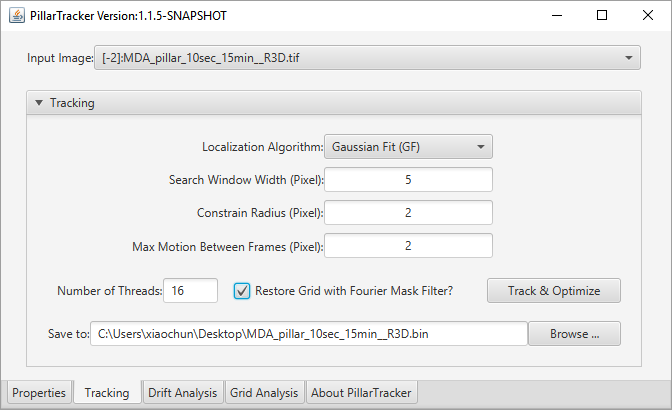 PillarTracker Version:1.1.5-SNAPSHOT
Input Image: [-2]:MDA_pillar_10sec_15min__R3D.tif
Tracking
Localization Algorithm: Gaussian Fit (GF)
Search Window Width (Pixel): 5
Constrain Radius (Pixel): 2
Max Motion Between Frames (Pixel): 2
Number of Threads: 16 Restore Grid with Fourier Mask Filter? Track & Optimize
Save to: C:\Users\xiaochun\Desktop\MDA_pillar_10sec_15min__R3D.bin Browse ...
Properties Tracking Drift Analysis Grid Analysis About PillarTracker